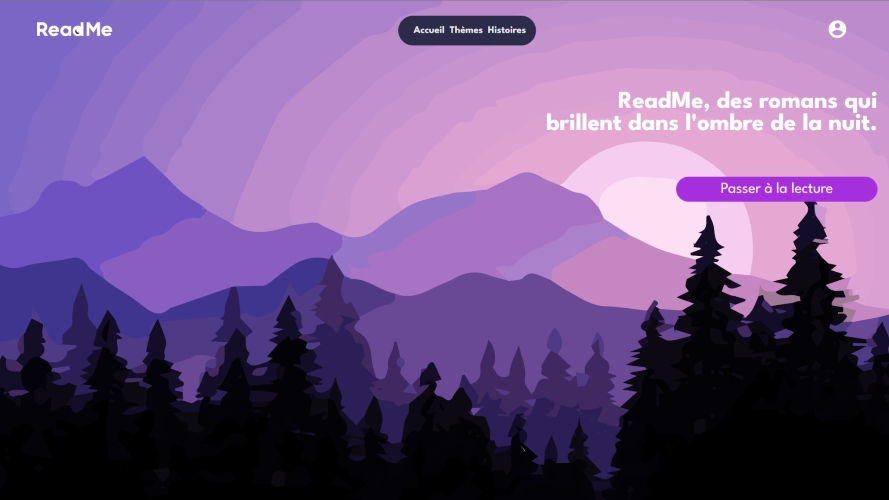 ReadMe
Accueil Thèmes Histoires
ReadMe, des romans qui
brillent dans l'ombre de la nuit.
Passer à la lecture